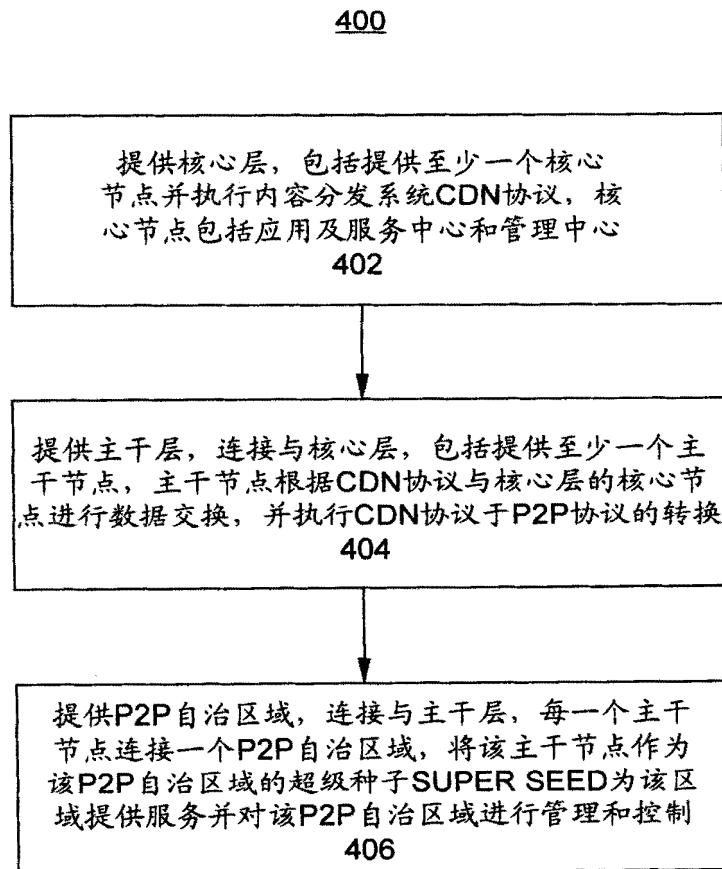 400
提供核心层，包括提供至少一个核心
节点并执行内容分发系统CDN协议，核
心节点包括应用及服务中心和管理中心
402
提供主干层，连接与核心层，包括提供至少一个主
干节点，主干节点根据CDN协议与核心层的核心节
点进行数据交换，并执行CDN协议于P2P协议的转换
404
提供P2P自治区域，连接与主干层，每一个主干
节点连接一个P2P自治区域，将该主干节点作为
该P2P自治区域的超级种子SUPER SEED为该区
域提供服务并对该P2P自治区域进行管理和控制
406